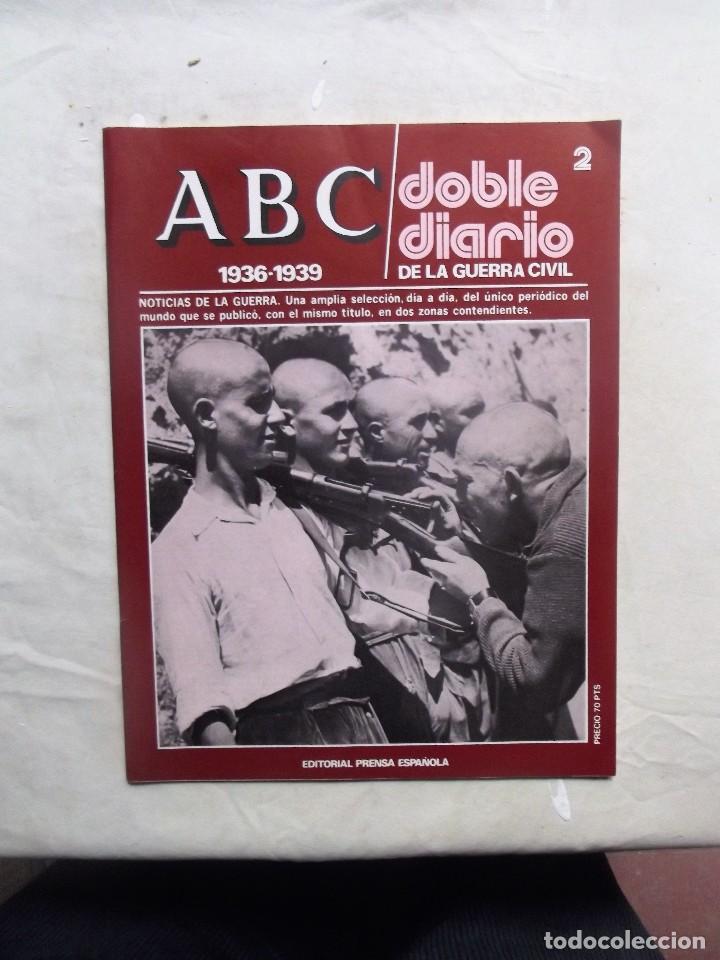 ABC
1936-1939
doble
diario
2
DE LA GUERRA CIVIL
NOTICIAS DE LA GUERRA. Una amplia selección, día a día, del único periódico del
mundo que se publicó, con el mismo titulo, en dos zonas contendientes.
PRECIO 70 PTS
EDITORIAL PRENSA ESPAÑOLA
todocoleccion